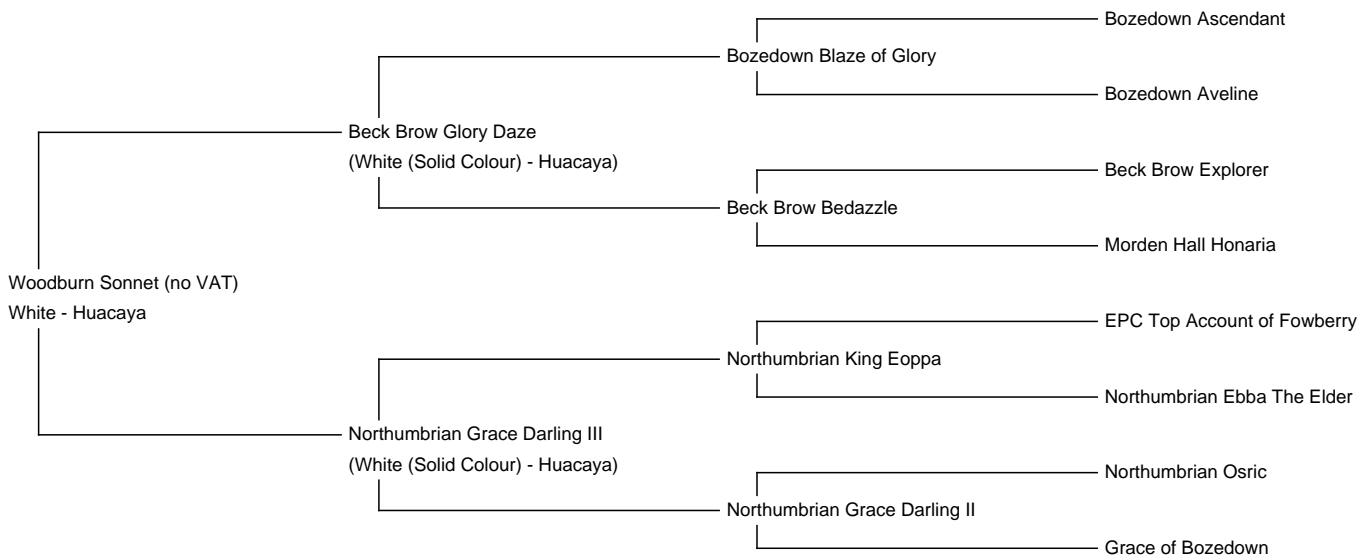 Bozedown Ascendant
Bozedown Blaze of Glory
Bozedown Aveline
Beck Brow Glory Daze
(White (Solid Colour) - Huacaya)
Beck Brow Explorer
Beck Brow Bedazzle
Morden Hall Honaria
Woodburn Sonnet (no VAT)
White - Huacaya
EPC Top Account of Fowberry
Northumbrian King Eoppa
Northumbrian Ebba The Elder
Northumbrian Grace Darling III
(White (Solid Colour) - Huacaya)
Northumbrian Osric
Northumbrian Grace Darling II
Grace of Bozedown